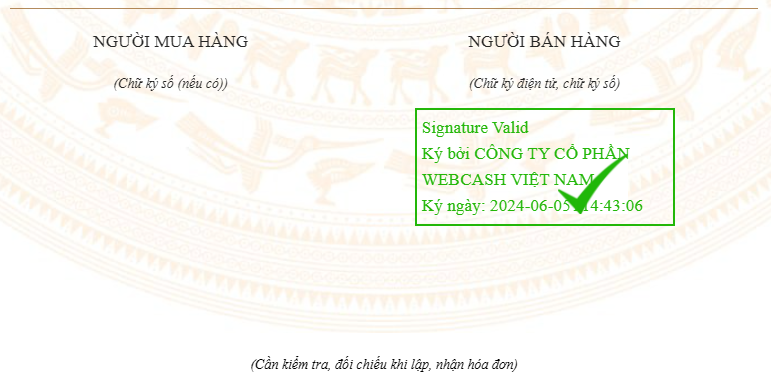 NGƯỜI MUA HÀNG
NGƯỜI BÁN HÀNG
(Chữ ký số (nếu có))
(Chữ ký điện tử, chữ ký số)
Signature Valid
Ký bởi CÔNG TY CỔ PHẦN
WEBCASH VIỆT NAM
Ký ngày: 2024-06-05 14:43:06
(Cần kiểm tra, đối chiếu khi lập, nhận hóa đơn)